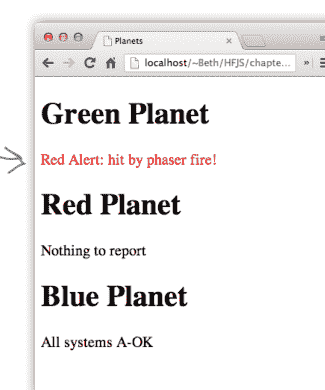 Planets
localhost/~Beth/HFJS/chapte...
Green Planet
Red Alert: hit by phaser fire!
Red Planet
Nothing to report
Blue Planet
All systems A-OK